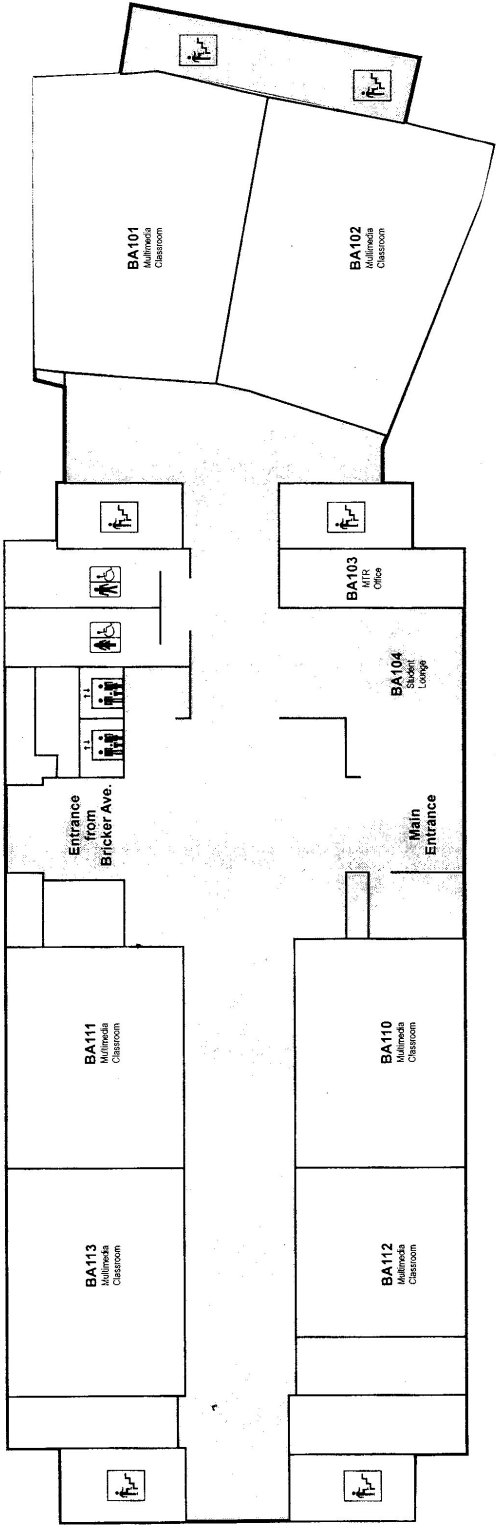 BA101
Multimedia
Classroom
BA102
Multimedia
Classroom
BA103
MTR
Office
BA104
Student
Lounge
Entrance
from
Bricker Ave.
Main
Entrance
BA111
Multimedia
Classroom
BA110
Multimedia
Classroom
BA113
Multimedia
Classroom
BA112
Multimedia
Classroom